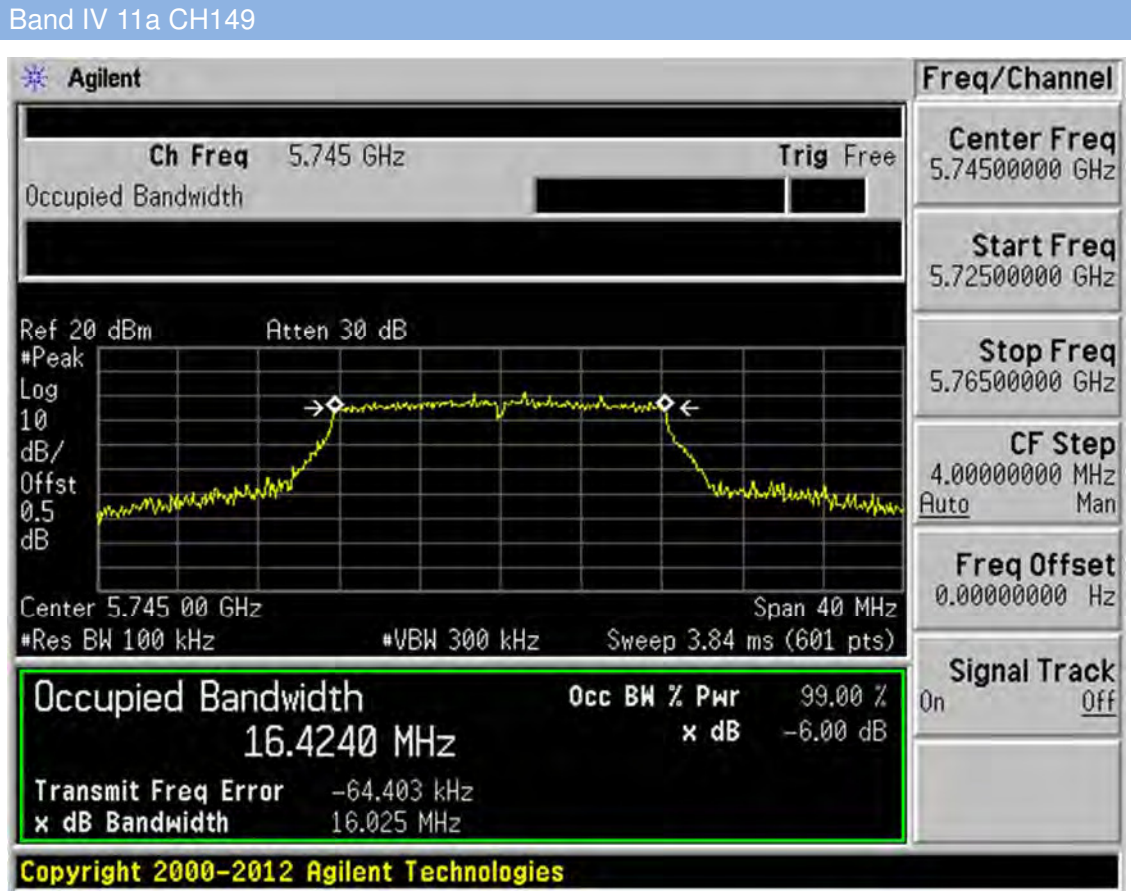 Band IV 11a CH149
Agilent
Freq/Channel
Ch Freq 5.745 GHz Trig Free
Occupied Bandwidth
Center Freq
5.74500000 GHz
Start Freq
5.72500000 GHz
Stop Freq
5.76500000 GHz
CF Step
4.00000000 MHz
Auto Man
Freq Offset
0.00000000 Hz
Signal Track
On Off
Ref 20 dBm Atten 30 dB
#Peak
Log
10
dB/
Offst
0.5
dB
Center 5.745 00 GHz Span 40 MHz
#Res BW 100 kHz #VBW 300 kHz Sweep 3.84 ms (601 pts)
Occupied Bandwidth Occ BW % Pwr 99.00 %
16.4240 MHz x dB -6.00 dB
Transmit Freq Error -64.403 kHz
x dB Bandwidth 16.025 MHz
Copyright 2000-2012 Agilent Technologies